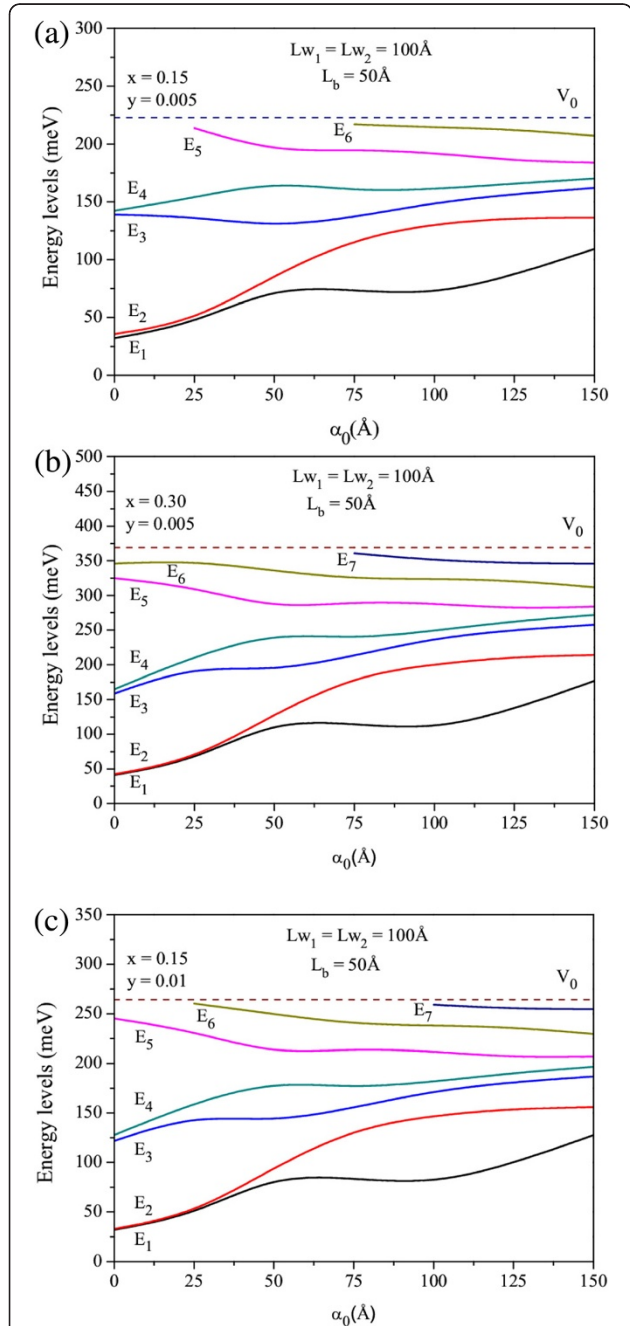 (a)
300
250
200
150
100
50
0
Energy levels (meV)
x = 0.15
y = 0.005
Lw₁ = Lw₂ = 100Å
L_b = 50Å
V₀
E₅
E₆
E₄
E₃
E₂
E₁
0 25 50 75 100 125 150
α₀(Å)
(b)
500
450
400
350
300
250
200
150
100
50
0
Energy levels (meV)
x = 0.30
y = 0.005
Lw₁ = Lw₂ = 100Å
L_b = 50Å
V₀
E₇
E₆
E₅
E₄
E₃
E₂
E₁
0 25 50 75 100 125 150
α₀(Å)
(c)
350
300
250
200
150
100
50
0
Energy levels (meV)
x = 0.15
y = 0.01
Lw₁ = Lw₂ = 100Å
L_b = 50Å
V₀
E₆
E₇
E₅
E₄
E₃
E₂
E₁
0 25 50 75 100 125 150
α₀(Å)